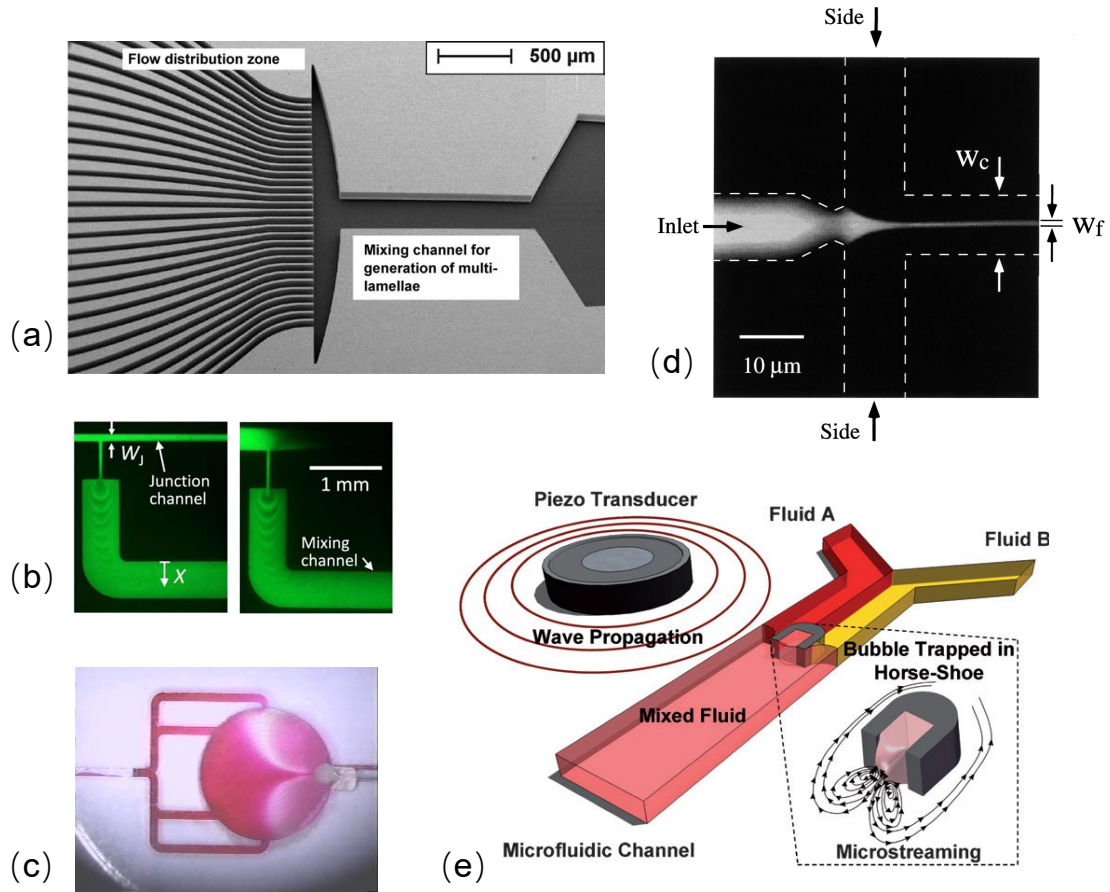 (a)
Flow distribution zone
500 µm
Mixing channel for
generation of multi-
lamellae
(b)
WJ
Junction
channel
X
1 mm
Mixing
channel
(c)
(d)
Side
Inlet
Wc
Wf
10 µm
Side
(e)
Piezo Transducer
Fluid A
Fluid B
Wave Propagation
Bubble Trapped in
Horse-Shoe
Mixed Fluid
Microfluidic Channel
Microstreaming